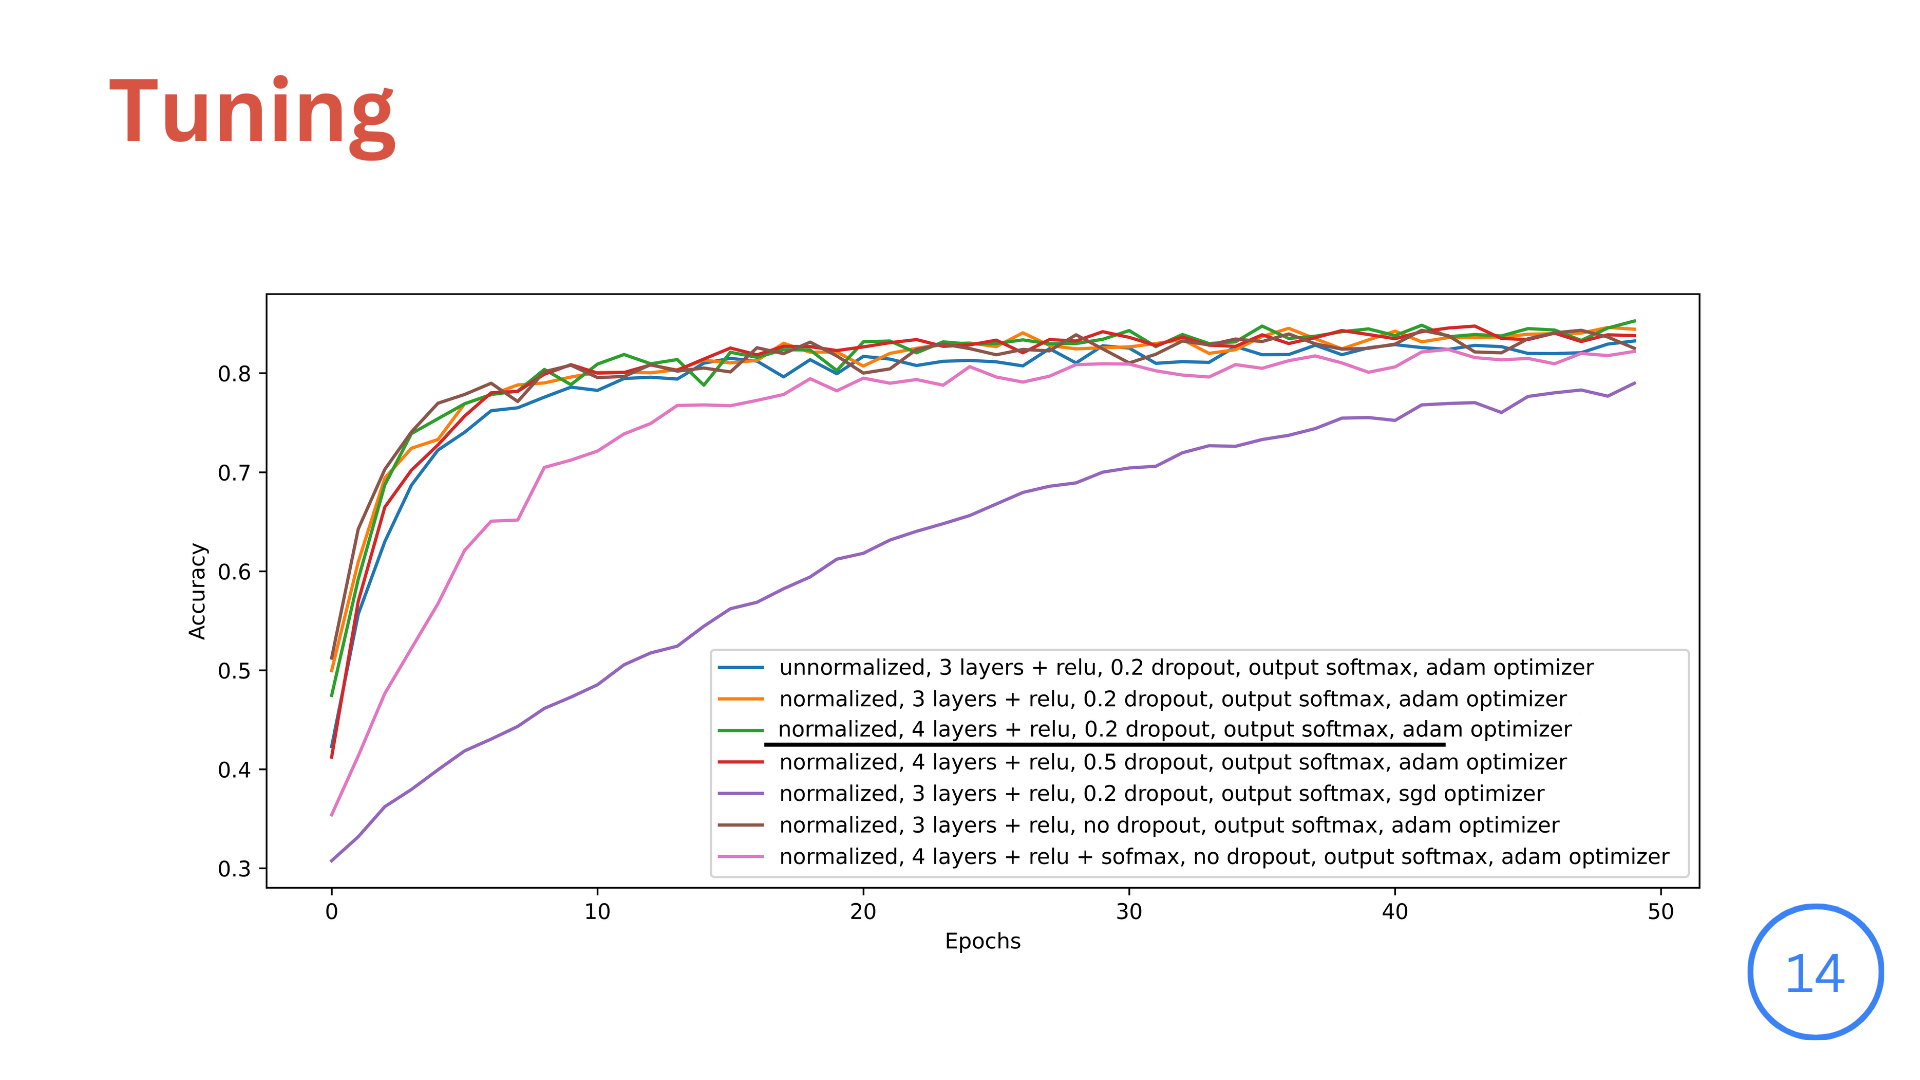 Tuning
Accuracy
0.8
0.7
0.6
0.5
0.4
0.3
unnormalized, 3 layers + relu, 0.2 dropout, output softmax, adam optimizer
normalized, 3 layers + relu, 0.2 dropout, output softmax, adam optimizer
normalized, 4 layers + relu, 0.2 dropout, output softmax, adam optimizer
normalized, 4 layers + relu, 0.5 dropout, output softmax, adam optimizer
normalized, 3 layers + relu, 0.2 dropout, output softmax, sgd optimizer
normalized, 3 layers + relu, no dropout, output softmax, adam optimizer
normalized, 4 layers + relu + sofmax, no dropout, output softmax, adam optimizer
0 10 20 30 40 50
Epochs
14